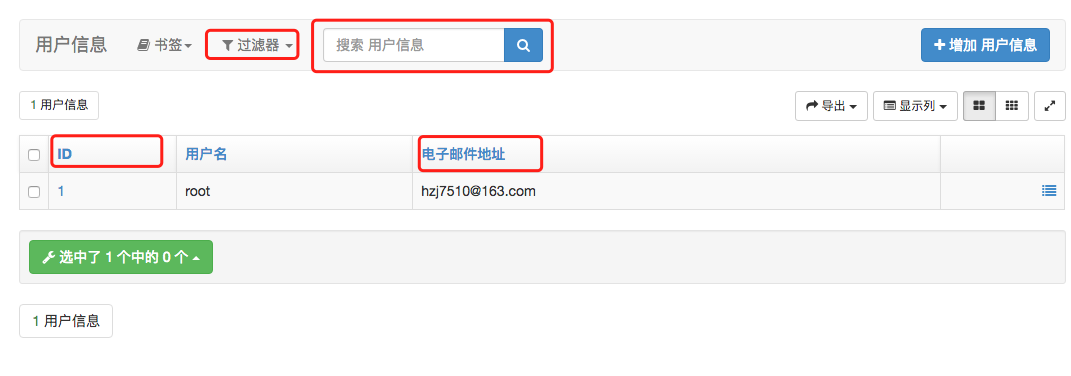 用户信息 书签 过滤器 搜索 用户信息 增加 用户信息
1 用户信息 导出 显示列
ID 用户名 电子邮件地址
1 root hzj7510@163.com
选中了 1 个中的 0 个
1 用户信息